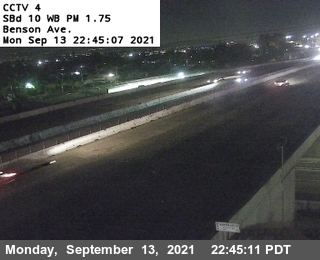 CCTV 4
SBd 10 WB PM 1.75
Benson Ave.
Mon Sep 13 22:45:07 2021
Monday, September 13, 2021 22:45:11 PDT